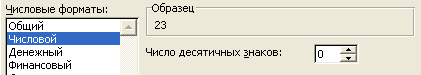 Числовые форматы:
Общий
Числовой
Денежный
Финансовый
Образец
23
Число десятичных знаков:
0